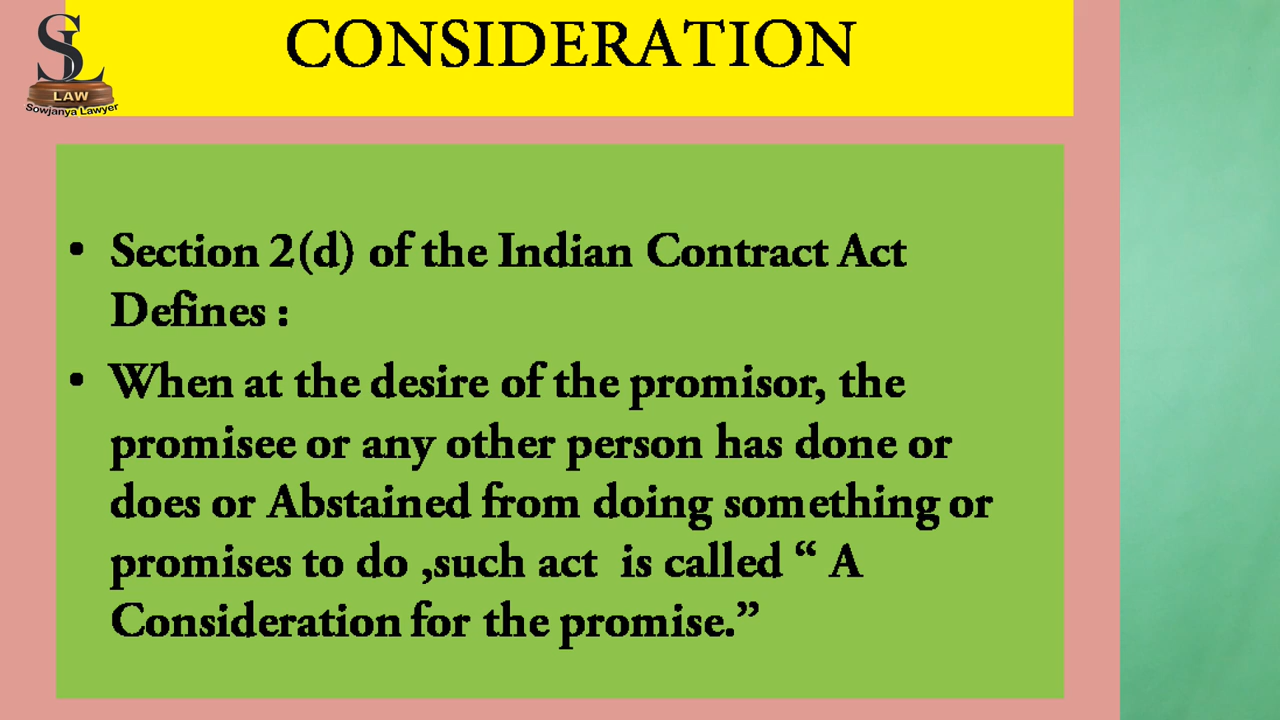 CONSIDERATION
SL
LAW
Sowjanya Lawyer
• Section 2(d) of the Indian Contract Act
Defines :
• When at the desire of the promisor, the
promisee or any other person has done or
does or Abstained from doing something or
promises to do ,such act is called “ A
Consideration for the promise.”